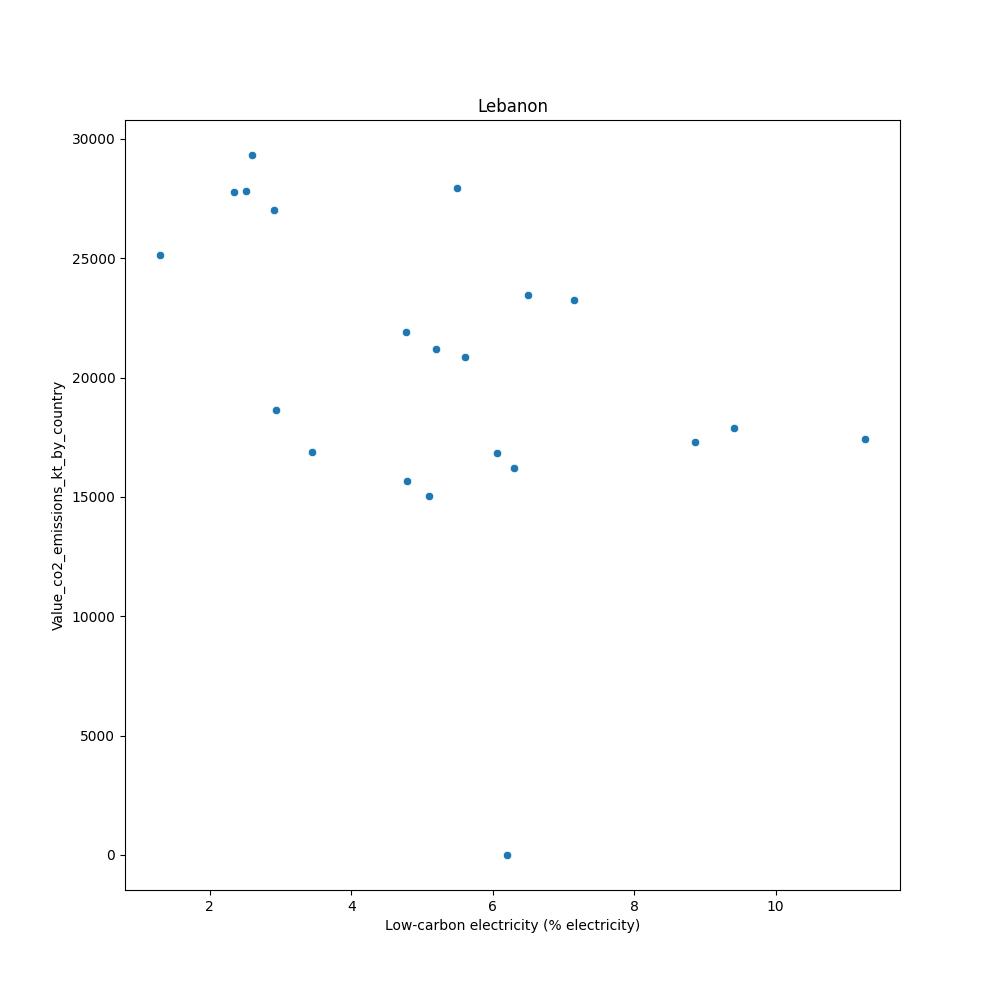 Lebanon
Value_co2_emissions_kt_by_country
30000
25000
20000
15000
10000
5000
0
2 4 6 8 10
Low-carbon electricity (% electricity)